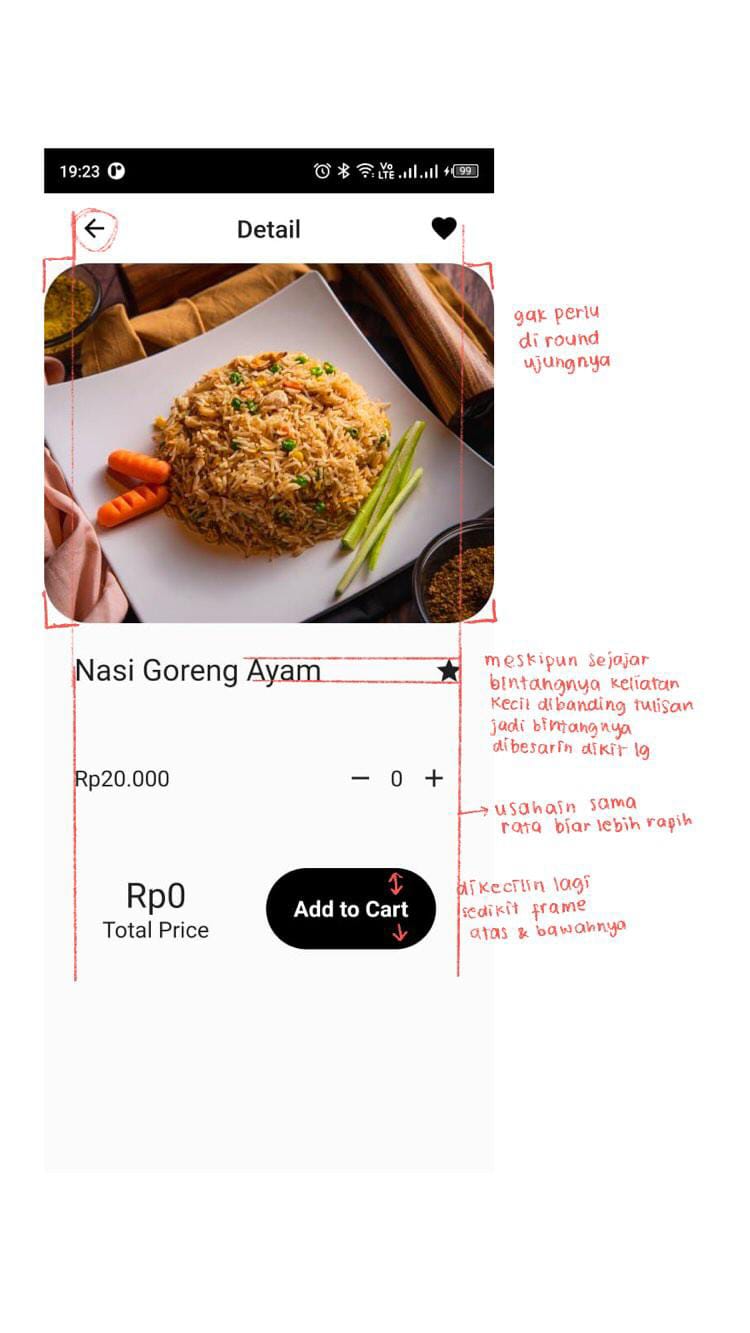 19:23
Vo
LTE
99
Detail
gak perlu
di round
ujungnya
Nasi Goreng Ayam
meskipun sejajar
bintangnya keliatan
kecil dibanding tulisan
jadi bintangnya
dibesarin dikit lg
Rp20.000
0
usahain sama
rata biar lebih rapih
Rp0
Total Price
Add to Cart
dikecilin lagi
sedikit frame
atas & bawahnya